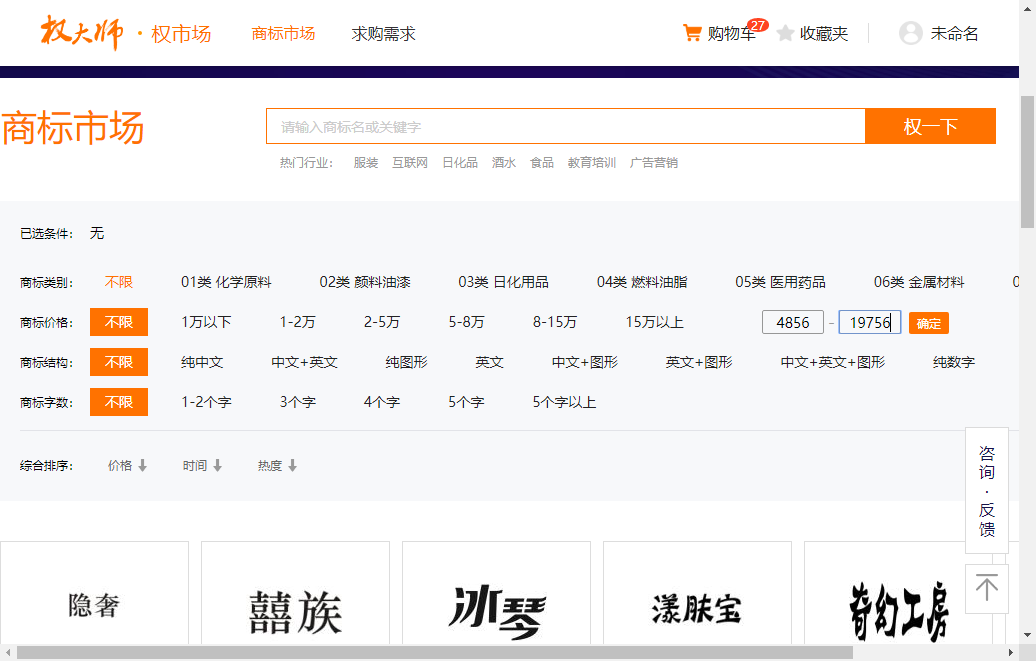 权大师 · 权市场 商标市场 求购需求 购物车 27 收藏夹 未命名
商标市场 请输入商标名或关键字 权一下
热门行业： 服装 互联网 日化品 酒水 食品 教育培训 广告营销
已选条件： 无
商标类别： 不限 01类 化学原料 02类 颜料油漆 03类 日化用品 04类 燃料油脂 05类 医用药品 06类 金属材料 0
商标价格： 不限 1万以下 1-2万 2-5万 5-8万 8-15万 15万以上 4856 - 19756 确定
商标结构： 不限 纯中文 中文+英文 纯图形 英文 中文+图形 英文+图形 中文+英文+图形 纯数字
商标字数： 不限 1-2个字 3个字 4个字 5个字 5个字以上
综合排序： 价格 时间 热度
咨询·反馈
隐奢 囍族 冰琴 漾肤宝 奇幻工房